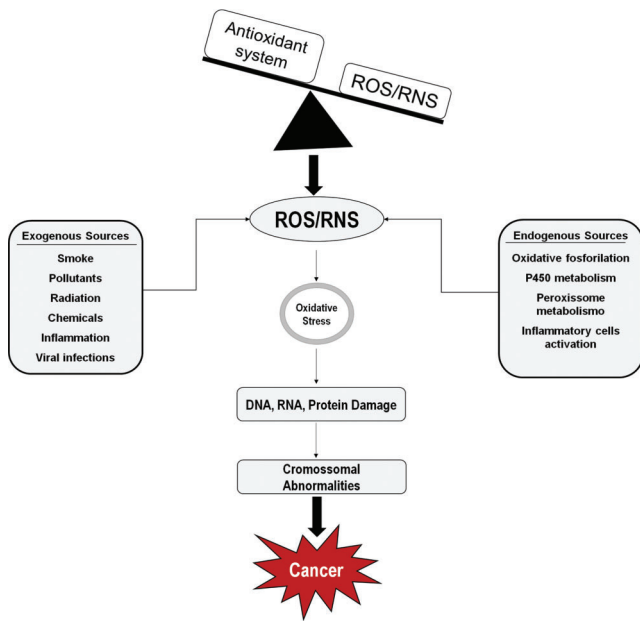 Antioxidant
system
ROS/RNS
ROS/RNS
Exogenous Sources
Smoke
Pollutants
Radiation
Chemicals
Inflammation
Viral infections
Endogenous Sources
Oxidative fosforilation
P450 metabolism
Peroxissome
metabolismo
Inflammatory cells
activation
Oxidative
Stress
DNA, RNA, Protein Damage
Cromossomal
Abnormalities
Cancer